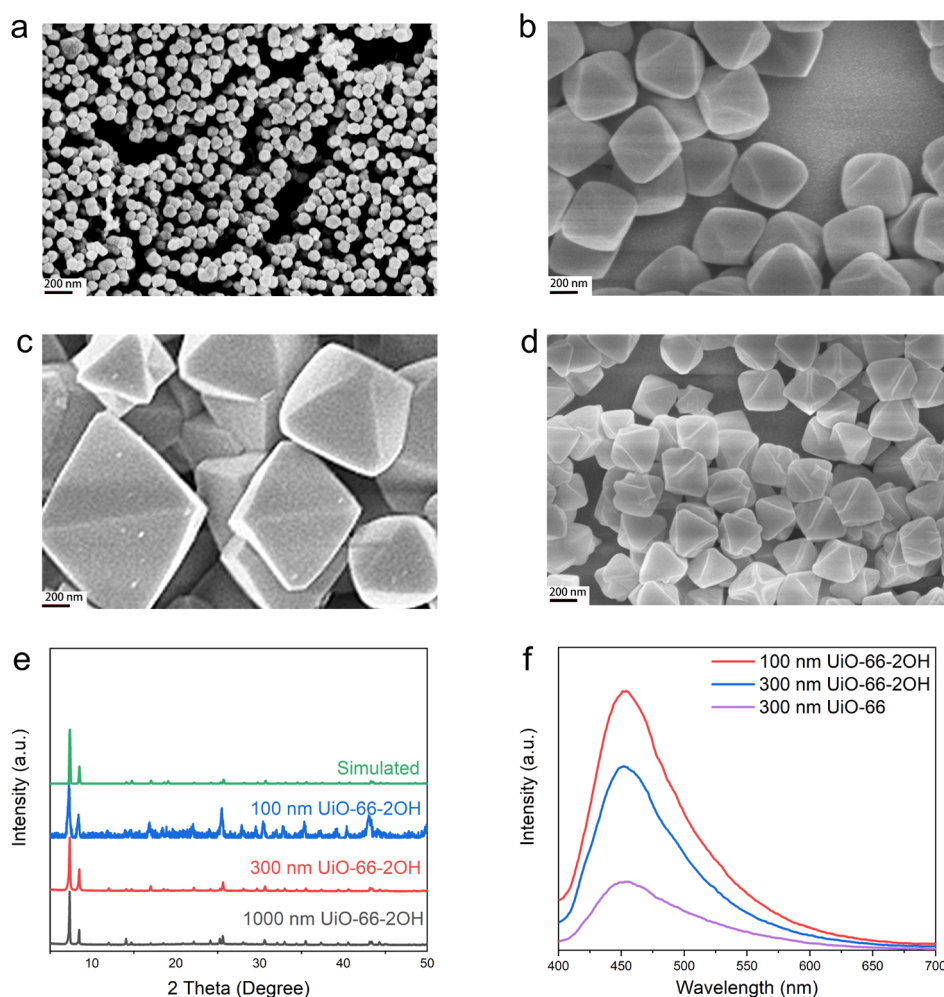 a
200 nm
b
200 nm
c
200 nm
d
200 nm
e
Intensity (a.u.)
Simulated
100 nm UiO-66-2OH
300 nm UiO-66-2OH
1000 nm UiO-66-2OH
10 20 30 40 50
2 Theta (Degree)
f
Intensity (a.u.)
100 nm UiO-66-2OH
300 nm UiO-66-2OH
300 nm UiO-66
400 450 500 550 600 650 700
Wavelength (nm)